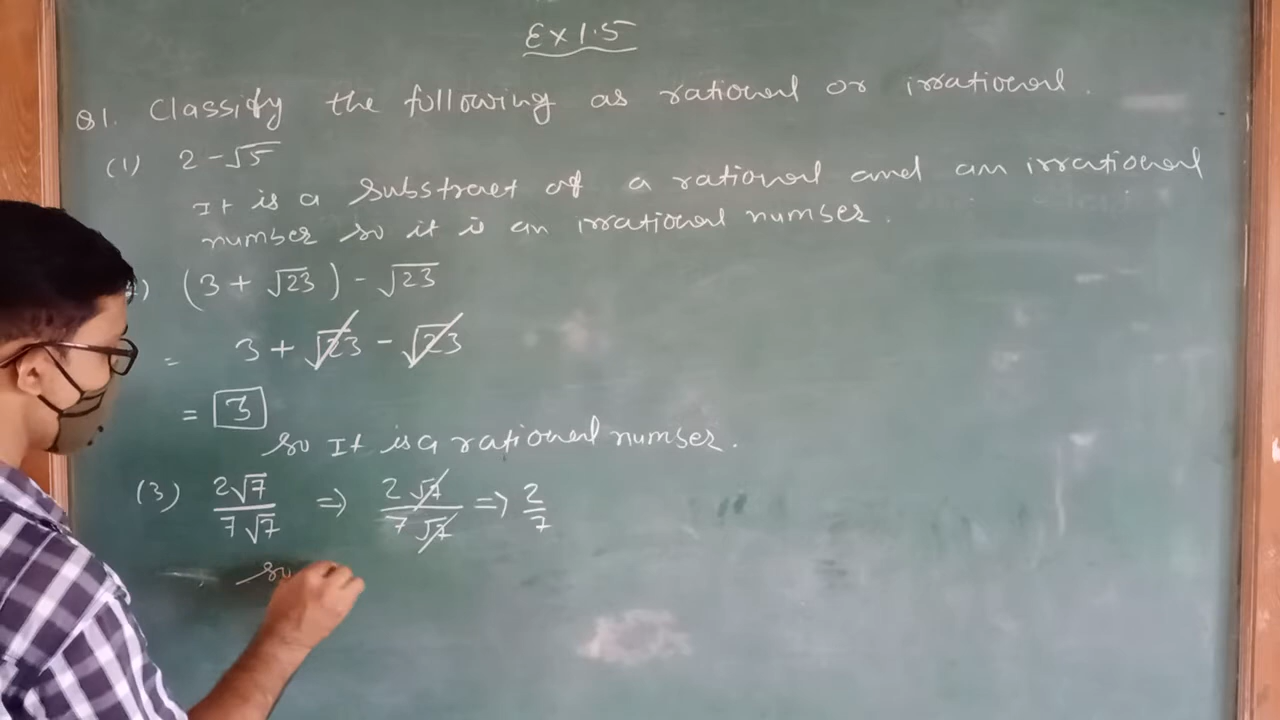 Ex 1.5
Q1. Classify the following as rational or irrational.
(1) 2 - √5
It is a substract of a rational and an irrational
number so it is an irrational number.
) (3 + √23) - √23
= 3 + √23 - √23
= 3
so It is a rational number.
(3) 2√7/7√7 => 2√7/7√7 => 2/7
so